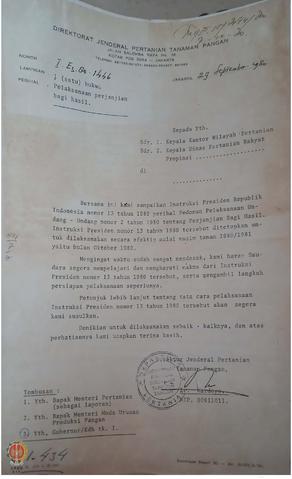 DIREKTORAT JENDERAL PERTANIAN TANAMAN PANGAN
JALAN
KOTAK POS JAKARTA
NOMOR : I.
LAMPIRAN : 1 (satu) buku.
PERIHAL : Pelaksanaan perjanjian
bagi hasil.
JAKARTA, 29 September 1980
Kepada Yth.
Sdr. 1. Kepala Kantor Wilayah Pertanian
Sdr. 2. Kepala Dinas Pertanian Rakyat
Propinsi ....................
di
...............
Bersama ini kami sampaikan Instruksi Presiden Republik
Indonesia nomor 13 tahun 1980 perihal Pedoman Pelaksanaan Un-
dang - Undang nomor 2 tahun 1960 tentang Perjanjian Bagi Hasil.
Instruksi Presiden nomor 13 tahun 1980 tersebut ditetapkan un-
tuk dilaksanakan secara efektip mulai musim tanam 1980/1981
yaitu bulan Oktober 1980.
Mengingat waktu sudah sangat mendesak, kami harap Sau-
dara segera mempelajari dan menghayati makna dari Instruksi
Presiden nomor 13 tahun 1980 tersebut, serta mengambil langkah
persiapan pelaksanaan seperlunya.
Petunjuk lebih lanjut tentang tata cara pelaksanaan
Instruksi Presiden nomor 13 tahun 1980 tersebut akan segera
kami susulkan.
Demikian untuk dilaksanakan sebaik - baiknya, dan atas
perhatiannya kami ucapkan terima kasih.
Direktur Jenderal Pertanian
Tanaman Pangan,
NIP.
Tembusan :
1. Yth. Bapak Menteri Pertanian
(sebagai laporan)
2. Yth. Bapak Menteri Muda Urusan
Produksi Pangan
3. Yth. Gubernur/Kdh tk. I.